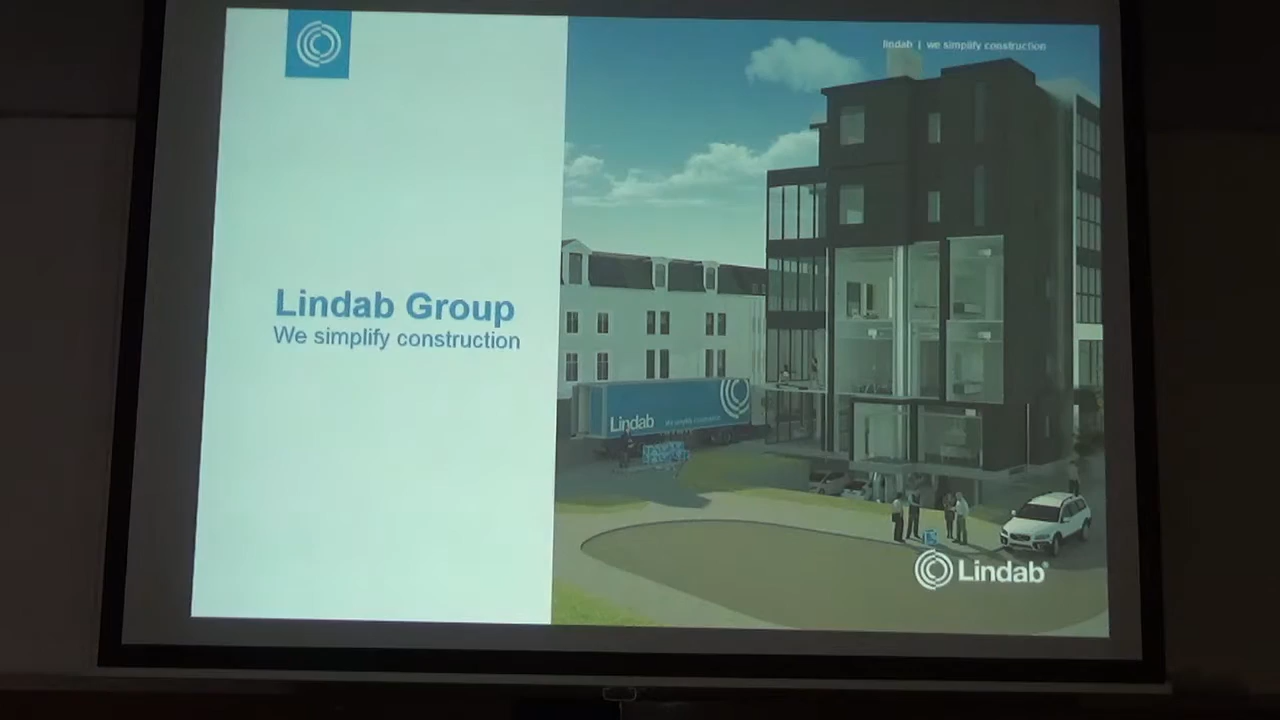 lindab | we simplify construction
Lindab Group
We simplify construction
Lindab
Lindab®